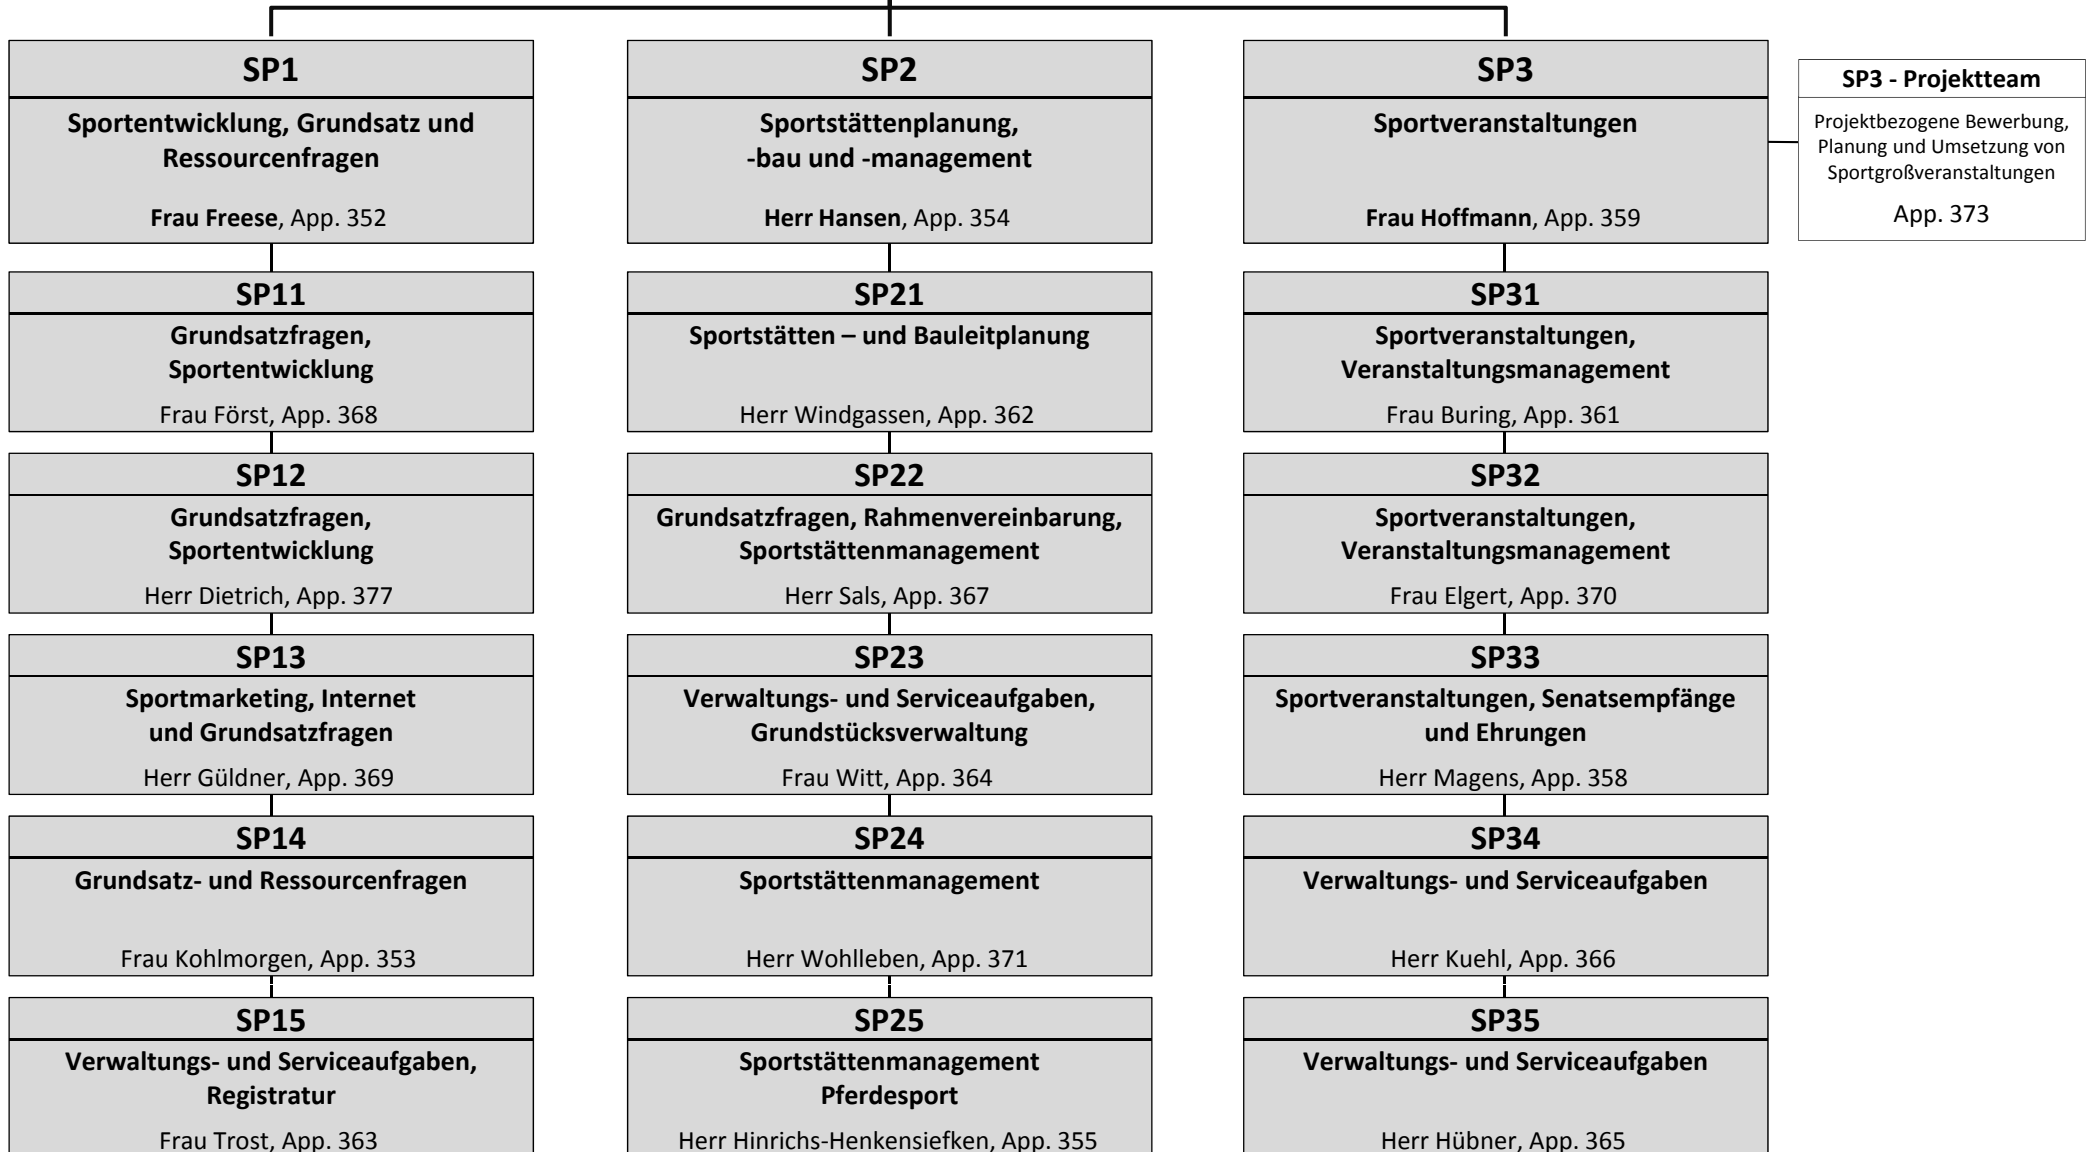 SP1
Sportentwicklung, Grundsatz und
Ressourcenfragen
Frau Freese, App. 352
SP11
Grundsatzfragen,
Sportentwicklung
Frau Först, App. 368
SP12
Grundsatzfragen,
Sportentwicklung
Herr Dietrich, App. 377
SP13
Sportmarketing, Internet
und Grundsatzfragen
Herr Güldner, App. 369
SP14
Grundsatz- und Ressourcenfragen
Frau Kohlmorgen, App. 353
SP15
Verwaltungs- und Serviceaufgaben,
Registratur
Frau Trost, App. 363
SP2
Sportstättenplanung,
-bau und -management
Herr Hansen, App. 354
SP21
Sportstätten – und Bauleitplanung
Herr Windgassen, App. 362
SP22
Grundsatzfragen, Rahmenvereinbarung,
Sportstättenmanagement
Herr Sals, App. 367
SP23
Verwaltungs- und Serviceaufgaben,
Grundstücksverwaltung
Frau Witt, App. 364
SP24
Sportstättenmanagement
Herr Wohlleben, App. 371
SP25
Sportstättenmanagement
Pferdesport
Herr Hinrichs-Henkensiefken, App. 355
SP3
Sportveranstaltungen
Frau Hoffmann, App. 359
SP31
Sportveranstaltungen,
Veranstaltungsmanagement
Frau Buring, App. 361
SP32
Sportveranstaltungen,
Veranstaltungsmanagement
Frau Elgert, App. 370
SP33
Sportveranstaltungen, Senatsempfänge
und Ehrungen
Herr Magens, App. 358
SP34
Verwaltungs- und Serviceaufgaben
Herr Kuehl, App. 366
SP35
Verwaltungs- und Serviceaufgaben
Herr Hübner, App. 365
SP3 - Projektteam
Projektbezogene Bewerbung,
Planung und Umsetzung von
Sportgroßveranstaltungen
App. 373